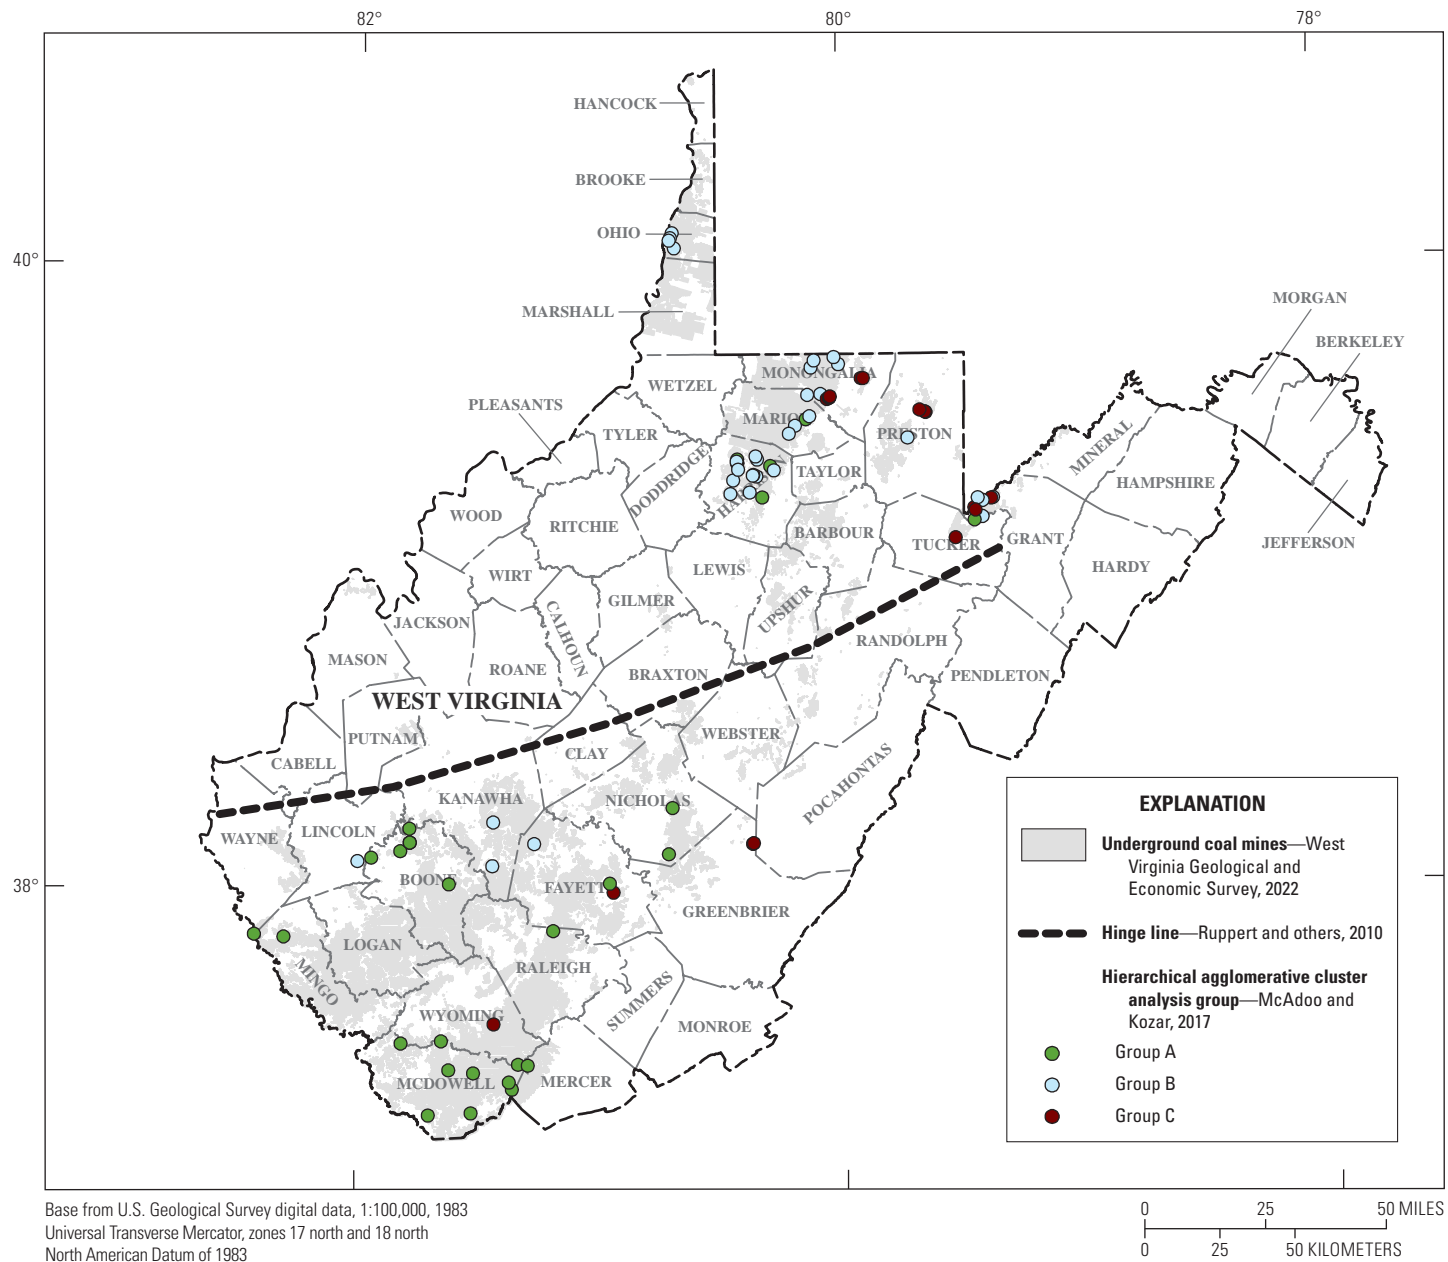 82°
80°
78°
HANCOCK
BROOKE
OHIO
40°
MARSHALL
MORGAN
BERKELEY
MONONGALIA
WETZEL
PLEASANTS
MARION
TYLER
PRESTON
MINERAL
DODDRIDGE
TAYLOR
HAMPSHIRE
HARRISON
WOOD
RITCHIE
BARBOUR
TUCKER
GRANT
JEFFERSON
HARDY
LEWIS
WIRT
GILMER
UPSHUR
CALHOUN
JACKSON
RANDOLPH
MASON
ROANE
BRAXTON
PENDLETON
WEST VIRGINIA
PUTNAM
WEBSTER
CLAY
CABELL
POCAHONTAS
KANAWHA
NICHOLAS
LINCOLN
WAYNE
38°
BOONE
FAYETTE
GREENBRIER
LOGAN
RALEIGH
MINGO
SUMMERS
WYOMING
MONROE
MCDOWELL
MERCER
EXPLANATION
Underground coal mines—West
Virginia Geological and
Economic Survey, 2022
Hinge line—Ruppert and others, 2010
Hierarchical agglomerative cluster
analysis group—McAdoo and
Kozar, 2017
Group A
Group B
Group C
Base from U.S. Geological Survey digital data, 1:100,000, 1983
Universal Transverse Mercator, zones 17 north and 18 north
North American Datum of 1983
0 25 50 MILES
0 25 50 KILOMETERS